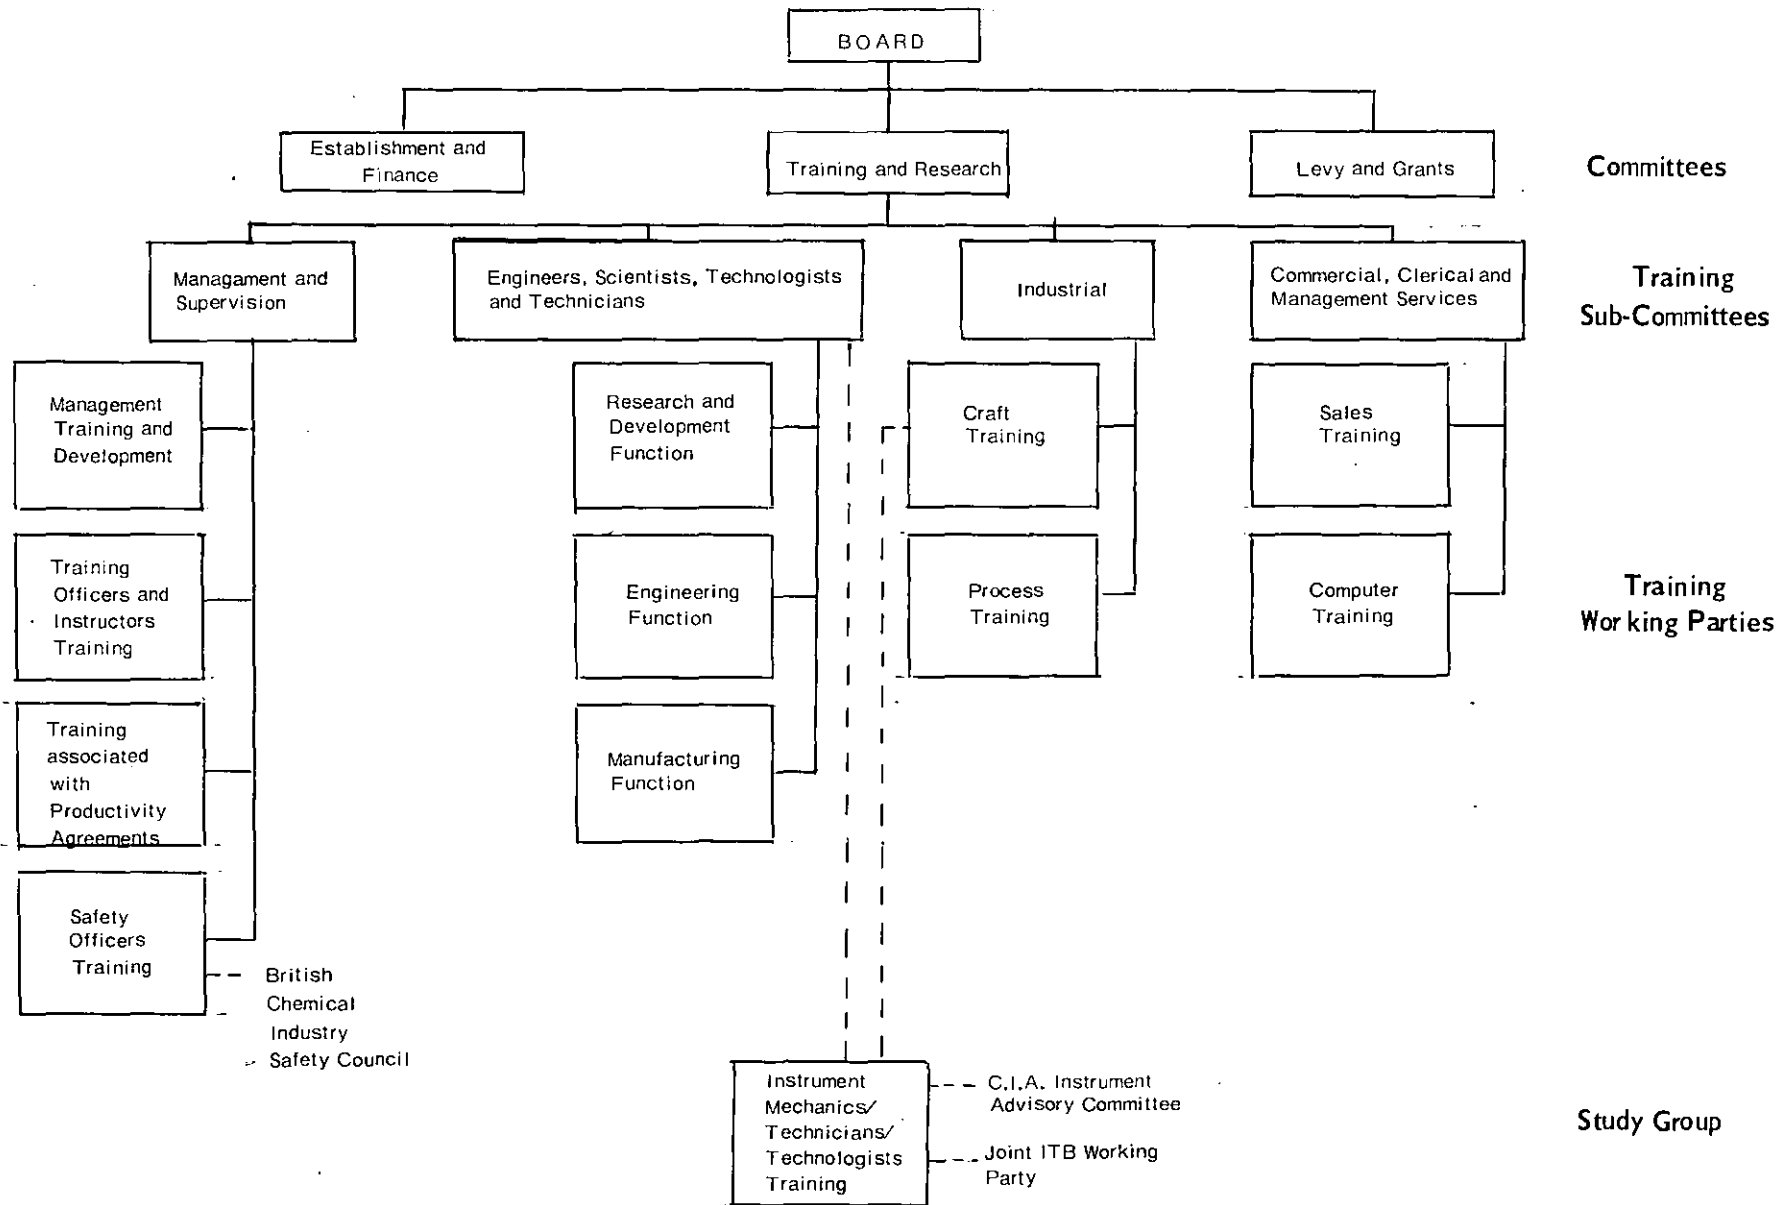 BOARD
Establishment and
Finance
Training and Research
Levy and Grants
Committees
Managament and
Supervision
Engineers, Scientists, Technologists
and Technicians
Industrial
Commercial, Clerical and
Management Services
Training
Sub-Committees
Management
Training and
Development
Research and
Development
Function
Craft
Training
Sales
Training
Training
Officers and
Instructors
Training
Engineering
Function
Process
Training
Computer
Training
Training
Working Parties
Training
associated
with
Productivity
Agreements
Manufacturing
Function
Safety
Officers
Training
British
Chemical
Industry
Safety Council
Instrument
Mechanics/
Technicians/
Technologists
Training
C.I.A. Instrument
Advisory Committee
Joint ITB Working
Party
Study Group